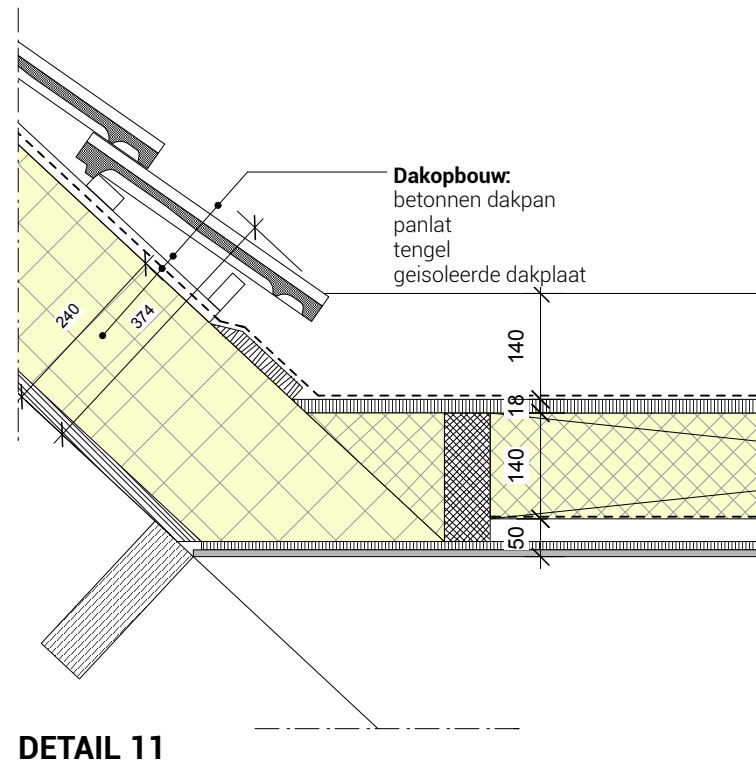 Dakopbouw:
betonnen dakpan
panlat
tengel
geisoleerde dakplaat
240
374
140
18
140
50
DETAIL 11